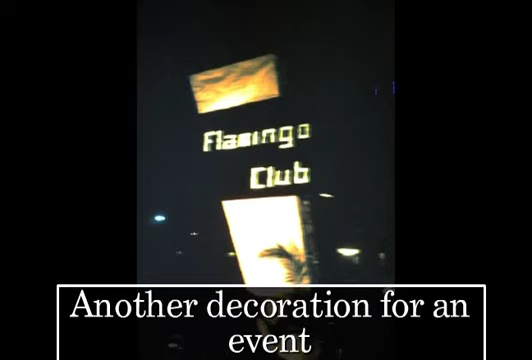 Flamingo
Club
Another decoration for an
event